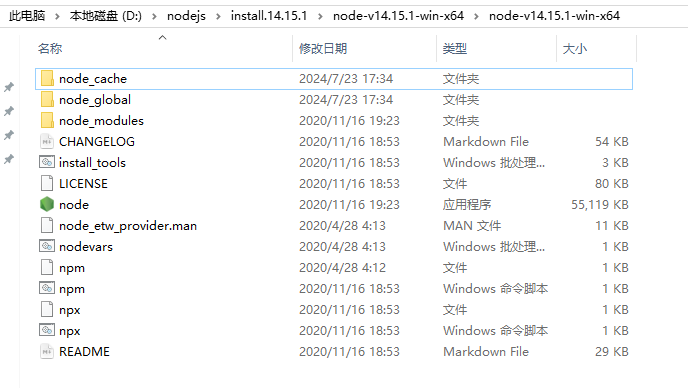 此电脑 > 本地磁盘 (D:) > nodejs > install.14.15.1 > node-v14.15.1-win-x64 > node-v14.15.1-win-x64
名称 修改日期 类型 大小
node_cache 2024/7/23 17:34 文件夹
node_global 2024/7/23 17:34 文件夹
node_modules 2020/11/16 19:23 文件夹
CHANGELOG 2020/11/16 18:53 Markdown File 54 KB
install_tools 2020/11/16 18:53 Windows 批处理... 3 KB
LICENSE 2020/11/16 18:53 文件 80 KB
node 2020/11/16 19:23 应用程序 55,119 KB
node_etw_provider.man 2020/4/28 4:13 MAN 文件 11 KB
nodevars 2020/4/28 4:13 Windows 批处理... 1 KB
npm 2020/4/28 4:12 文件 1 KB
npm 2020/11/16 18:53 Windows 命令脚本 1 KB
npx 2020/11/16 18:53 文件 1 KB
npx 2020/11/16 18:53 Windows 命令脚本 1 KB
README 2020/11/16 18:53 Markdown File 29 KB